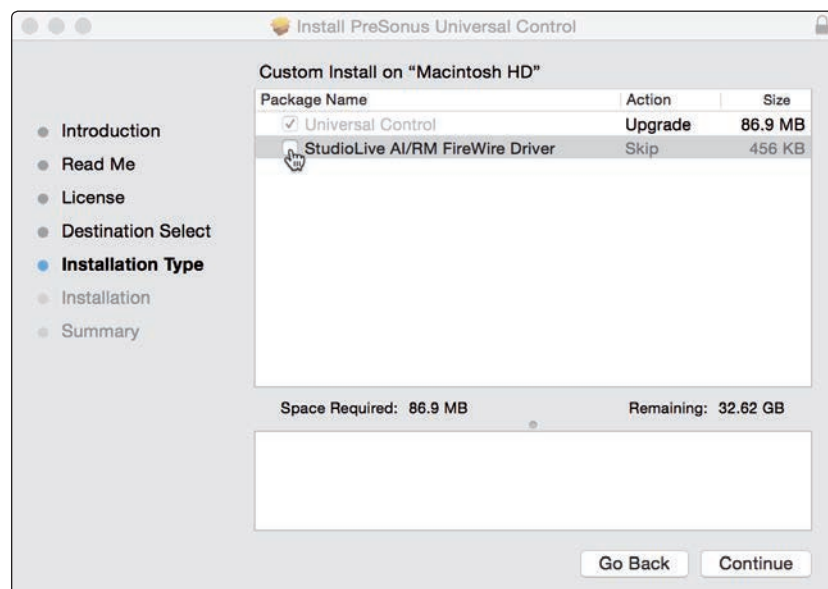 Install PreSonus Universal Control
Custom Install on “Macintosh HD”
Package Name Action Size
Universal Control Upgrade 86.9 MB
StudioLive AI/RM FireWire Driver Skip 456 KB
Introduction
Read Me
License
Destination Select
Installation Type
Installation
Summary
Space Required: 86.9 MB Remaining: 32.62 GB
Go Back Continue